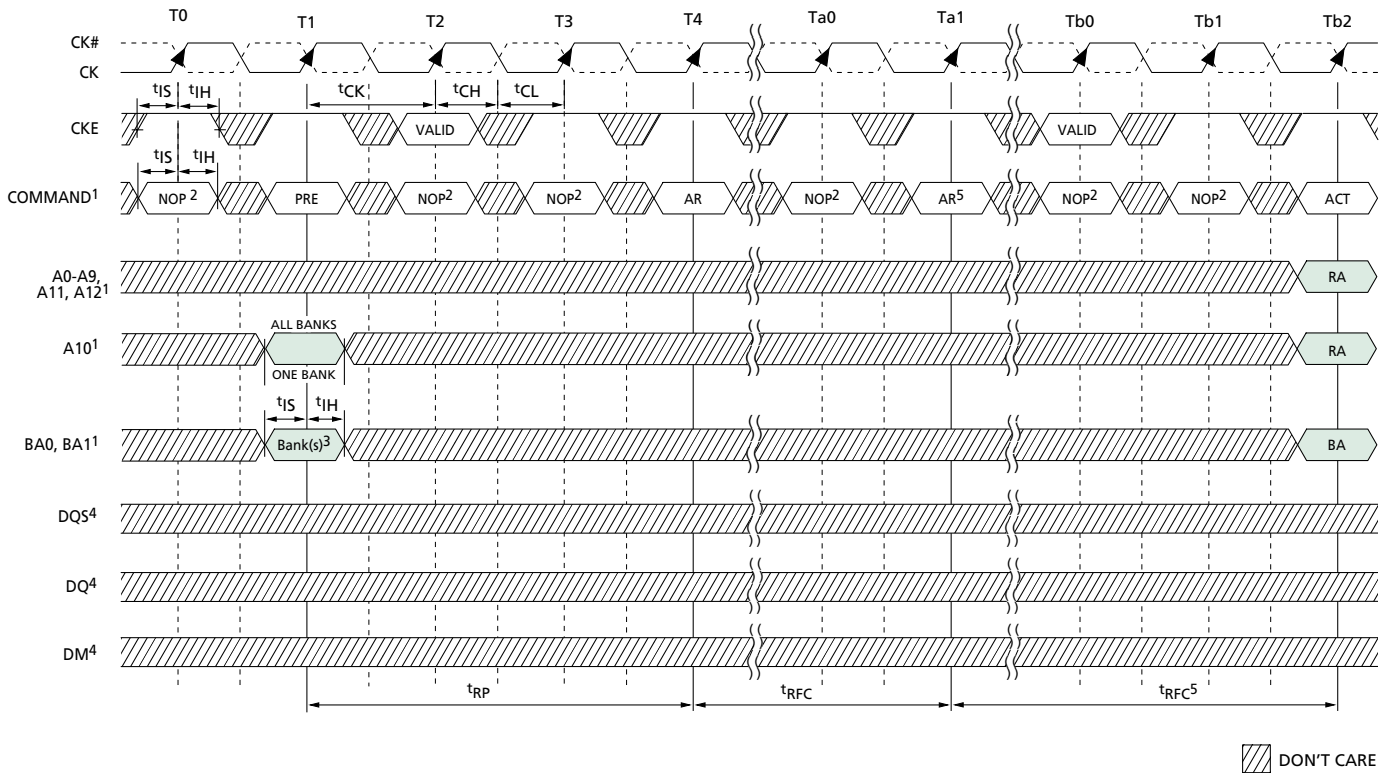 T0 T1 T2 T3 T4 Ta0 Ta1 Tb0 Tb1 Tb2
CK#
CK
tIS tIH tCK tCH tCL
CKE VALID VALID
tIS tIH
COMMAND1 NOP 2 PRE NOP2 NOP2 AR NOP2 AR5 NOP2 NOP2 ACT
A0-A9,
A11, A121 RA
ALL BANKS
A101 RA
ONE BANK
tIS tIH
BA0, BA11 Bank(s)3 BA
DQS4
DQ4
DM4
tRP tRFC tRFC5
DON'T CARE